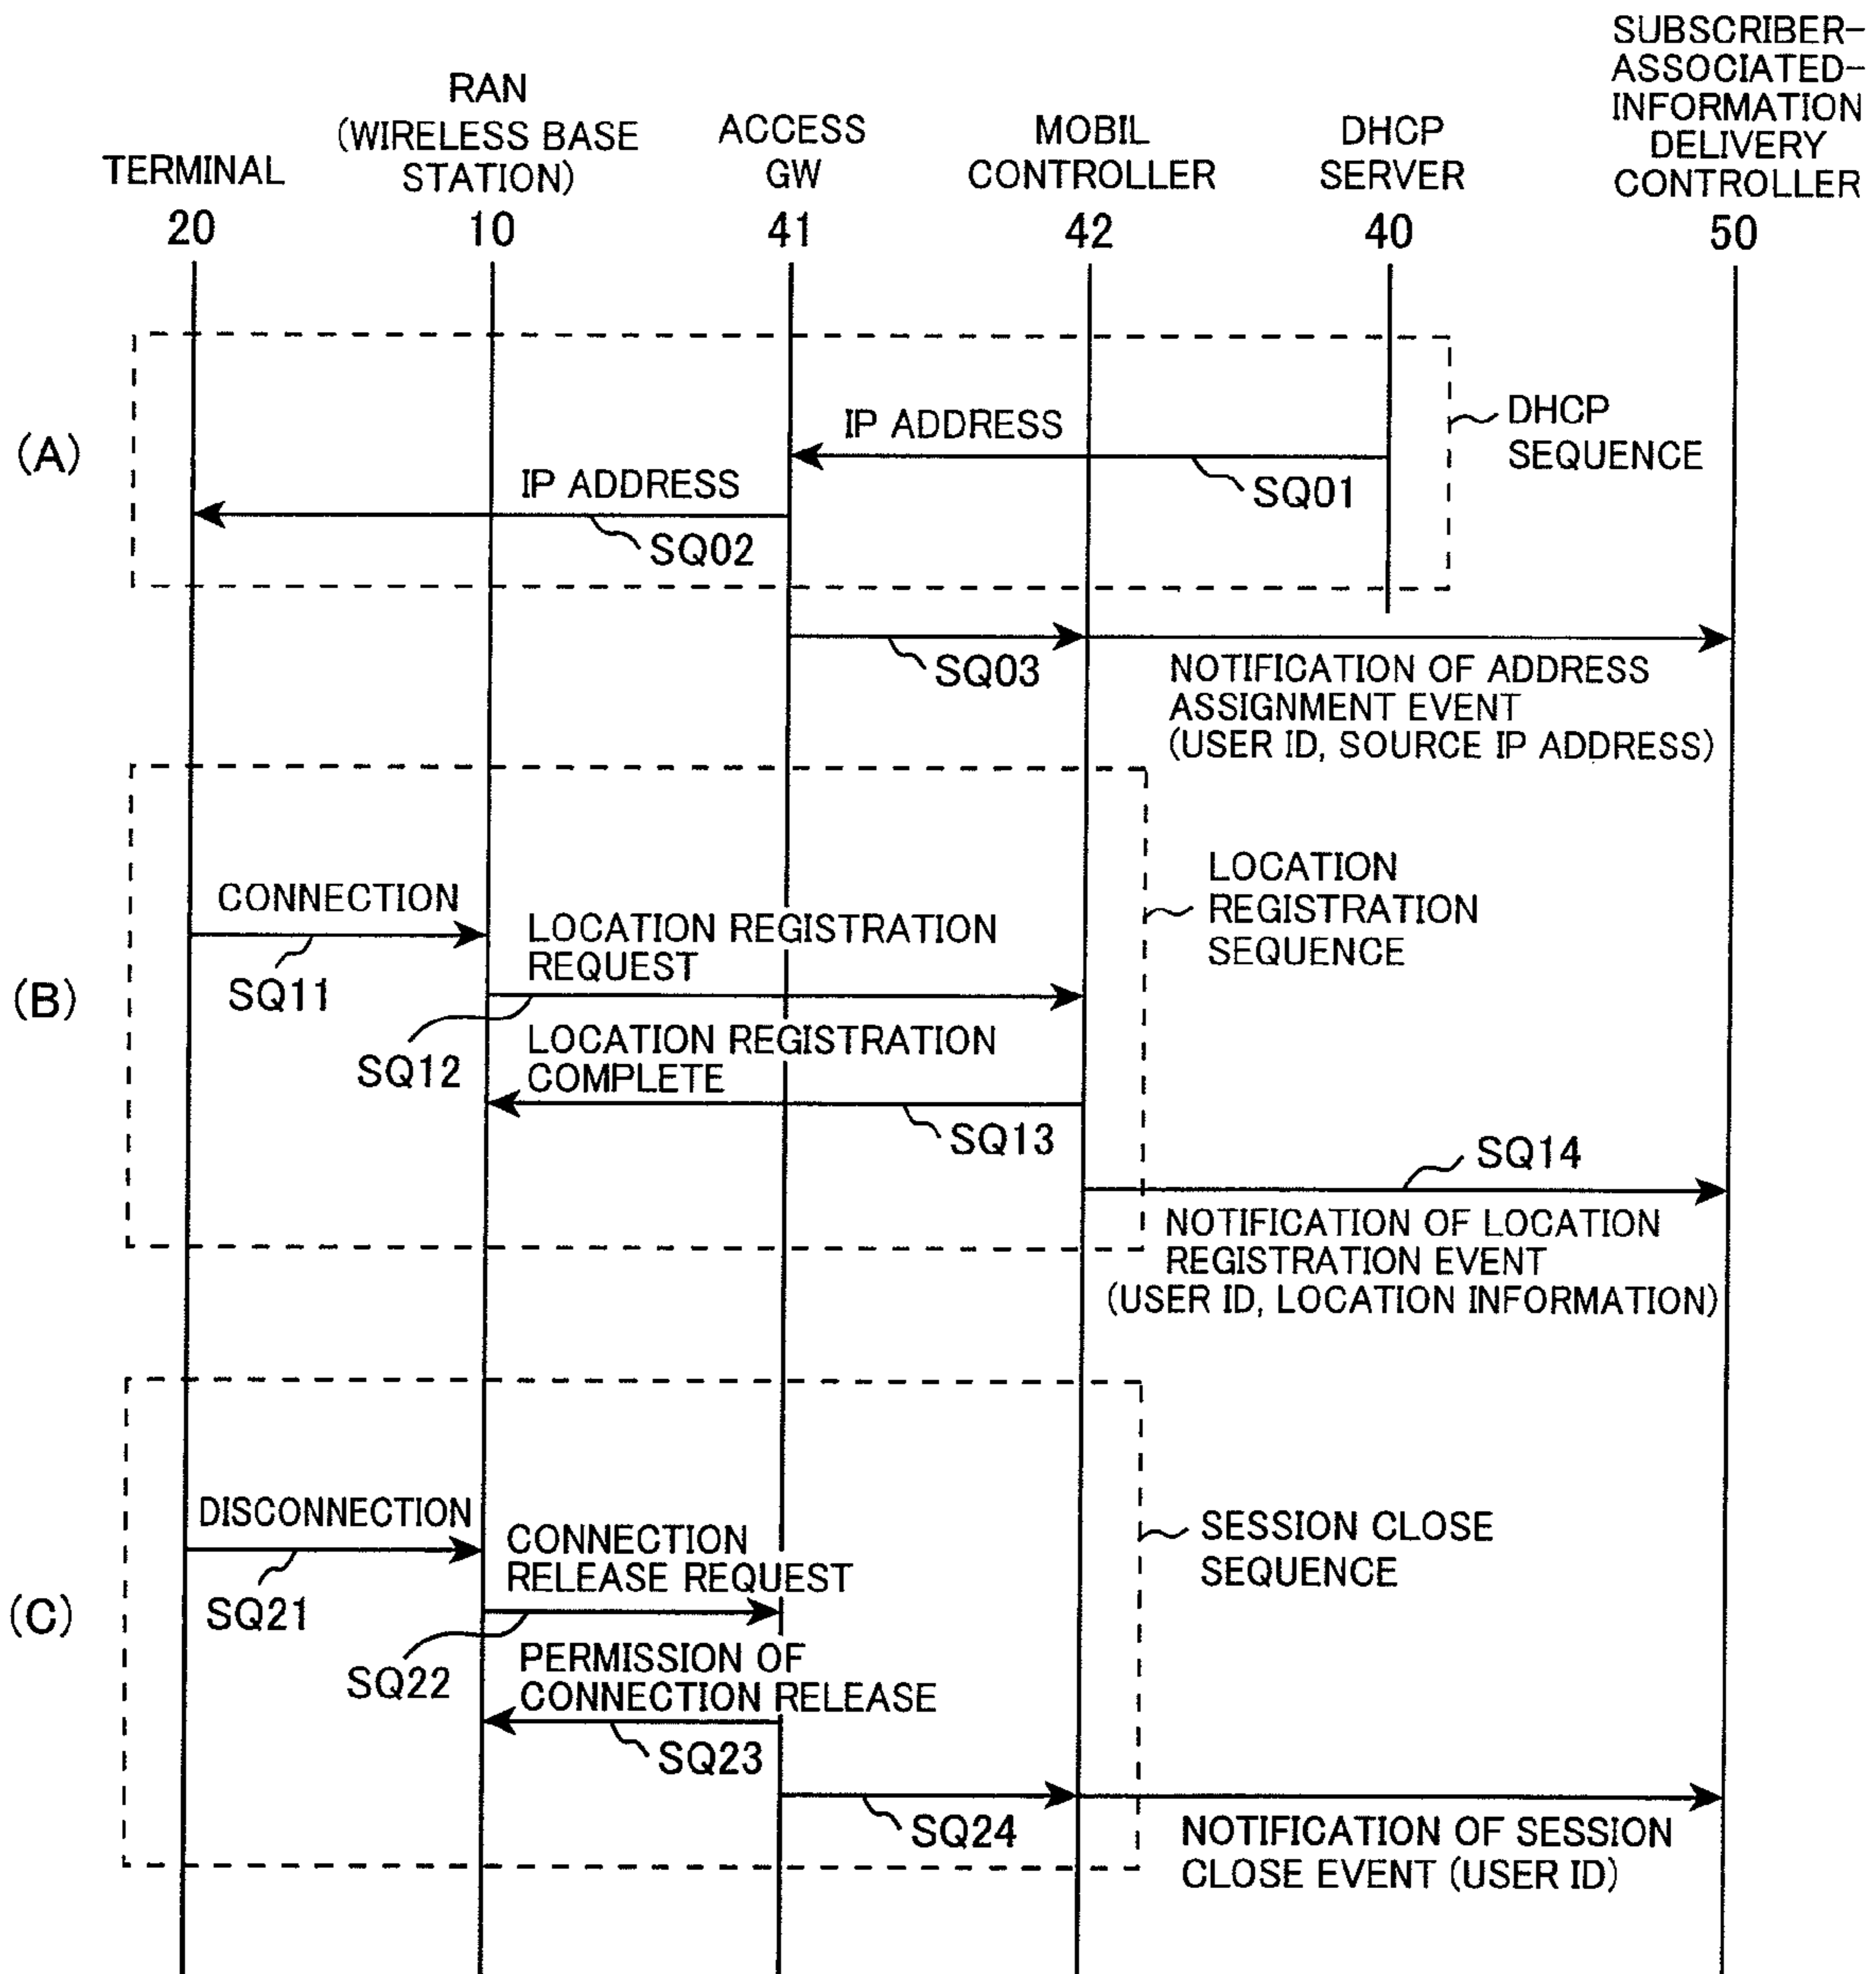 TERMINAL
20
RAN
(WIRELESS BASE
STATION)
10
ACCESS
GW
41
MOBIL
CONTROLLER
42
DHCP
SERVER
40
SUBSCRIBER-
ASSOCIATED-
INFORMATION
DELIVERY
CONTROLLER
50
(A)
DHCP
SEQUENCE
IP ADDRESS
SQ01
IP ADDRESS
SQ02
SQ03
NOTIFICATION OF ADDRESS
ASSIGNMENT EVENT
(USER ID, SOURCE IP ADDRESS)
(B)
LOCATION
REGISTRATION
SEQUENCE
CONNECTION
SQ11
LOCATION REGISTRATION
REQUEST
SQ12
LOCATION REGISTRATION
COMPLETE
SQ13
SQ14
NOTIFICATION OF LOCATION
REGISTRATION EVENT
(USER ID, LOCATION INFORMATION)
(C)
SESSION CLOSE
SEQUENCE
DISCONNECTION
SQ21
CONNECTION
RELEASE REQUEST
SQ22
PERMISSION OF
CONNECTION RELEASE
SQ23
SQ24
NOTIFICATION OF SESSION
CLOSE EVENT (USER ID)